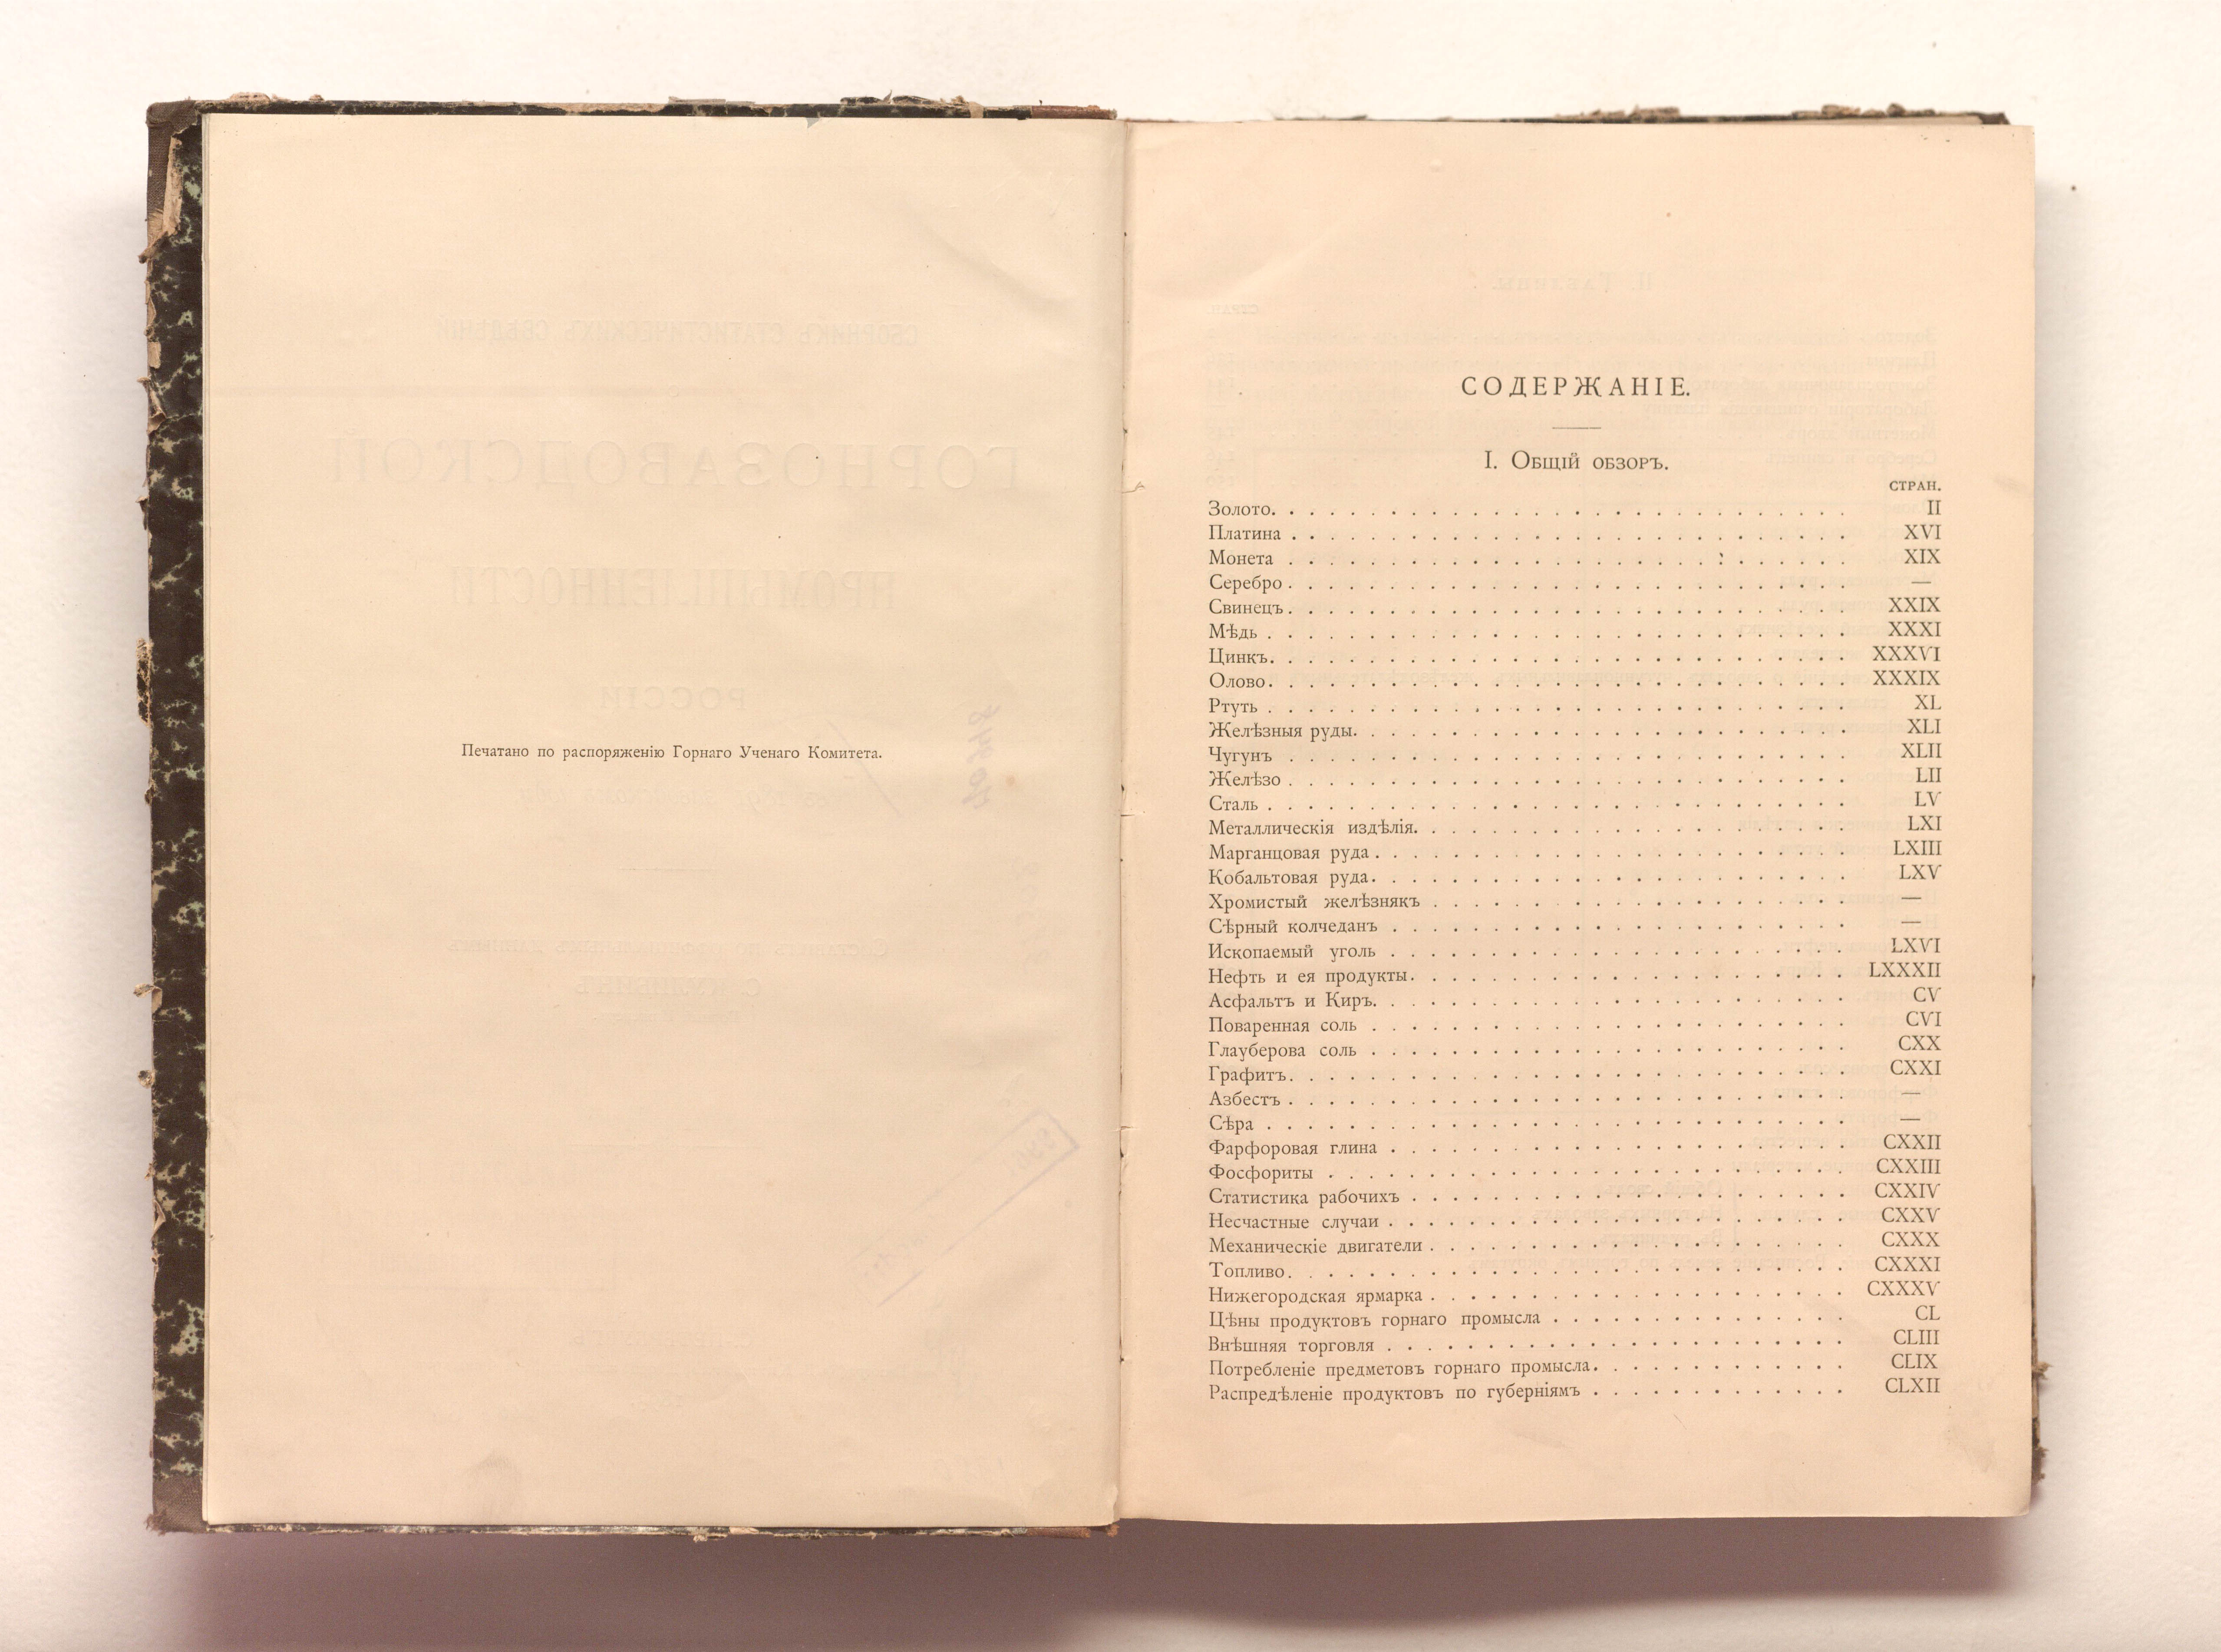 Печатано по распоряженію Горнаго Ученаго Комитета.
СОДЕРЖАНІЕ.
I. Общій обзоръ.
СТРАН.
Золото. II
Платина XVI
Монета XIX
Серебро —
Свинецъ XXIX
Мѣдь XXXI
Цинкъ. XXXVI
Олово. XXXIX
Ртуть XL
Желѣзныя руды. XLI
Чугунъ XLII
Желѣзо LII
Сталь LV
Металлическія издѣлія. LXI
Марганцовая руда LXIII
Кобальтовая руда. LXV
Хромистый желѣзнякъ —
Сѣрный колчеданъ —
Ископаемый уголь LXVI
Нефть и ея продукты. LXXXII
Асфальтъ и Киръ. CV
Поваренная соль CVI
Глауберова соль CXX
Графитъ. CXXI
Азбестъ —
Сѣра —
Фарфоровая глина CXXII
Фосфориты CXXIII
Статистика рабочихъ CXXIV
Несчастные случаи CXXV
Механическіе двигатели CXXX
Топливо. CXXXI
Нижегородская ярмарка CXXXV
Цѣны продуктовъ горнаго промысла CL
Внѣшняя торговля CLIII
Потребленіе предметовъ горнаго промысла. CLIX
Распредѣленіе продуктовъ по губерніямъ CLXII